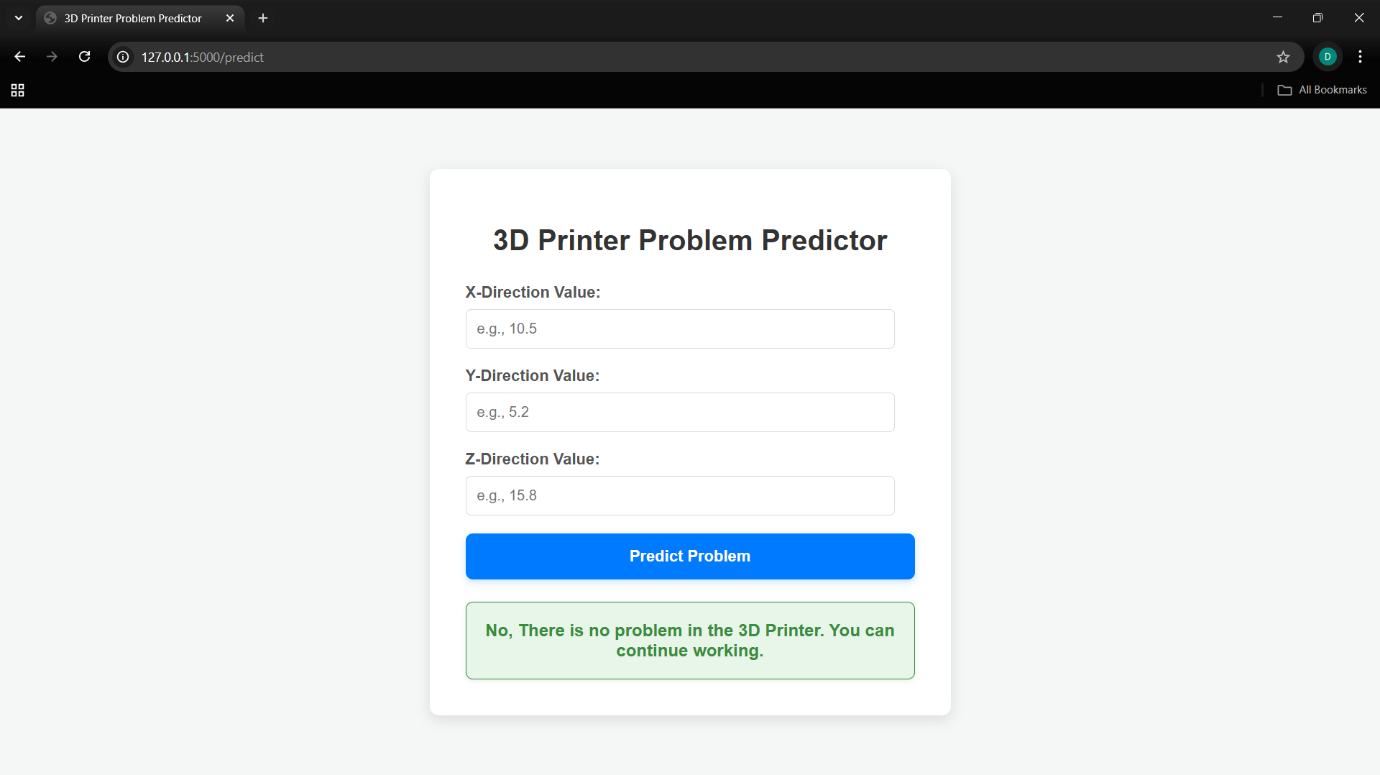 3D Printer Problem Predictor
127.0.0.1:5000/predict
D
All Bookmarks
3D Printer Problem Predictor
X-Direction Value:
e.g., 10.5
Y-Direction Value:
e.g., 5.2
Z-Direction Value:
e.g., 15.8
Predict Problem
No, There is no problem in the 3D Printer. You can
continue working.